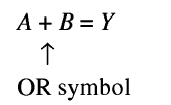 A + B = Y
↑
OR symbol